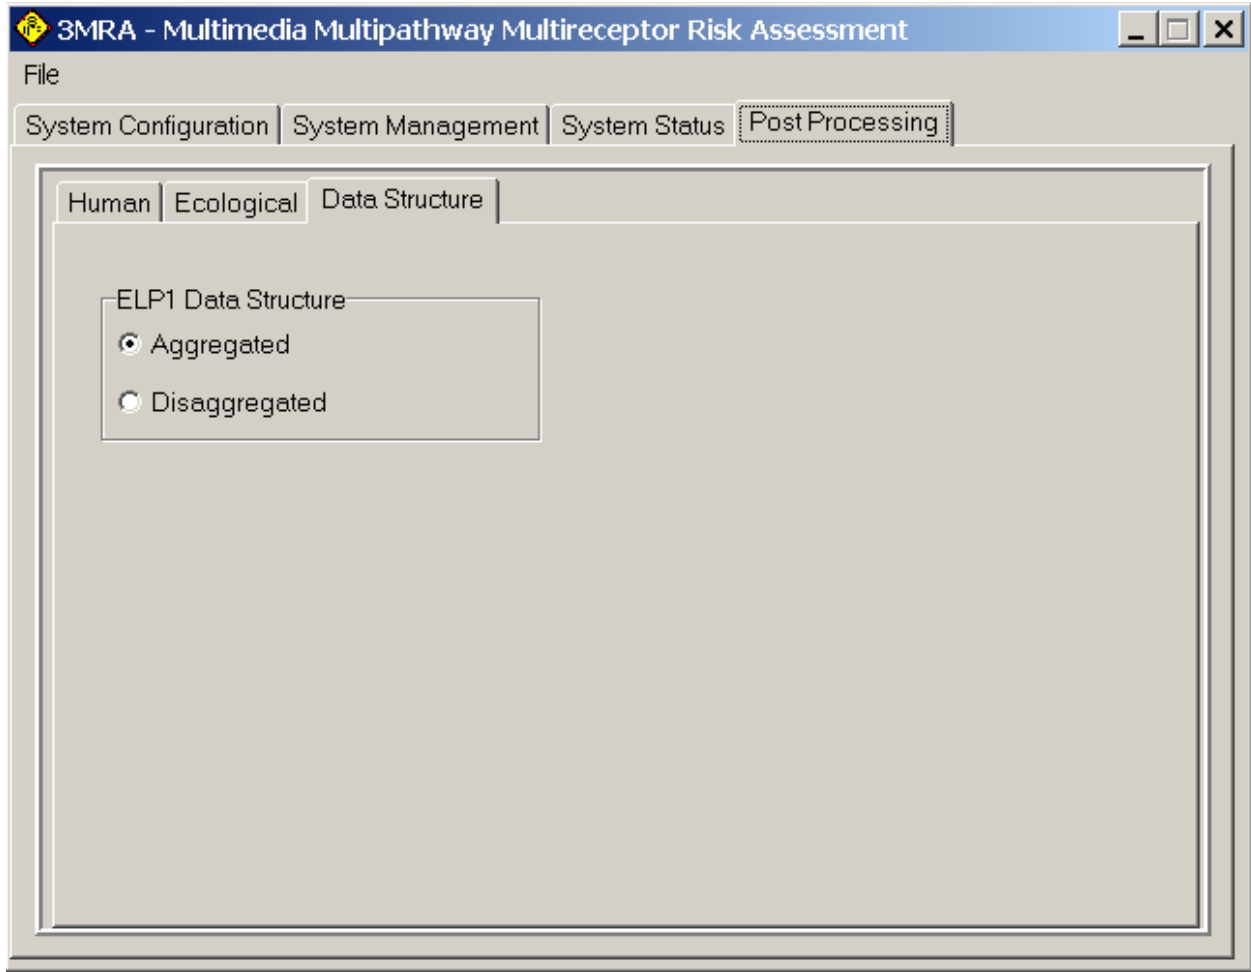 3MRA - Multimedia Multipathway Multireceptor Risk Assessment
File
System Configuration System Management System Status Post Processing
Human Ecological Data Structure
ELP1 Data Structure
Aggregated
Disaggregated